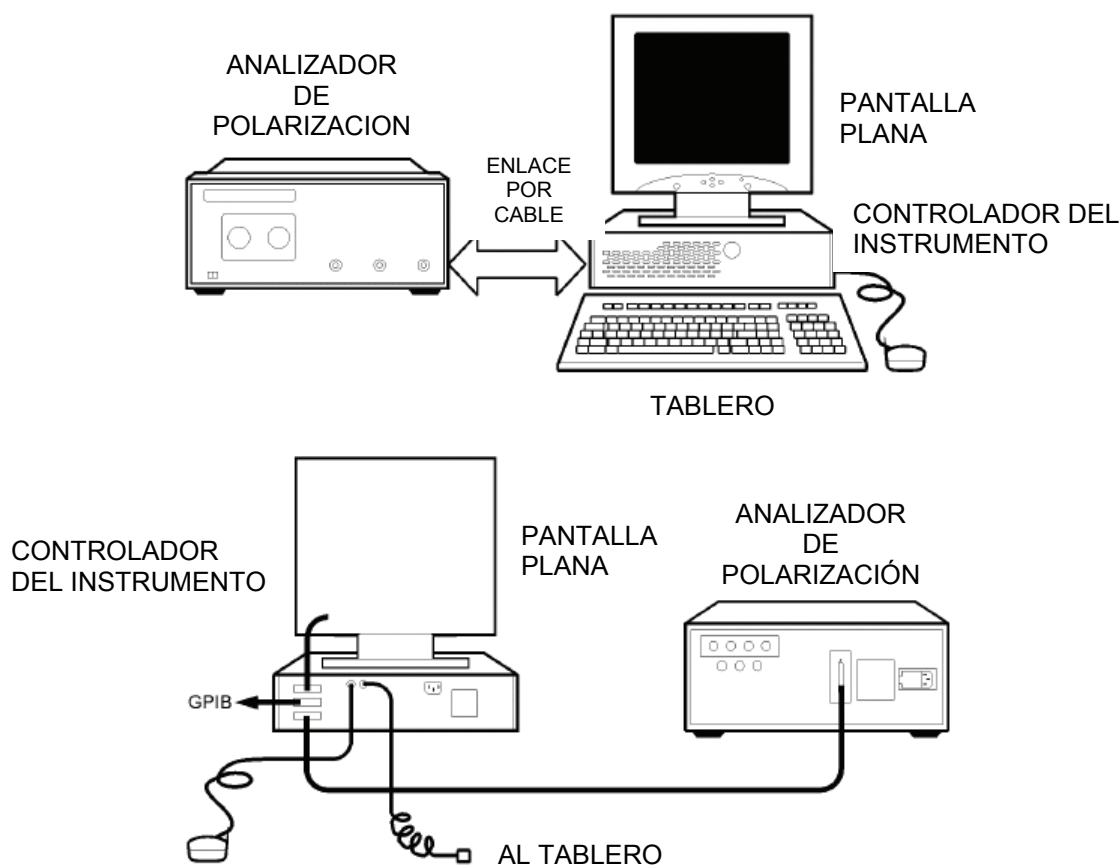 ANALIZADOR
DE
POLARIZACION
ENLACE
POR
CABLE
PANTALLA
PLANA
CONTROLADOR DEL
INSTRUMENTO
TABLERO
CONTROLADOR
DEL INSTRUMENTO
PANTALLA
PLANA
ANALIZADOR
DE
POLARIZACIÓN
GPIB
AL TABLERO